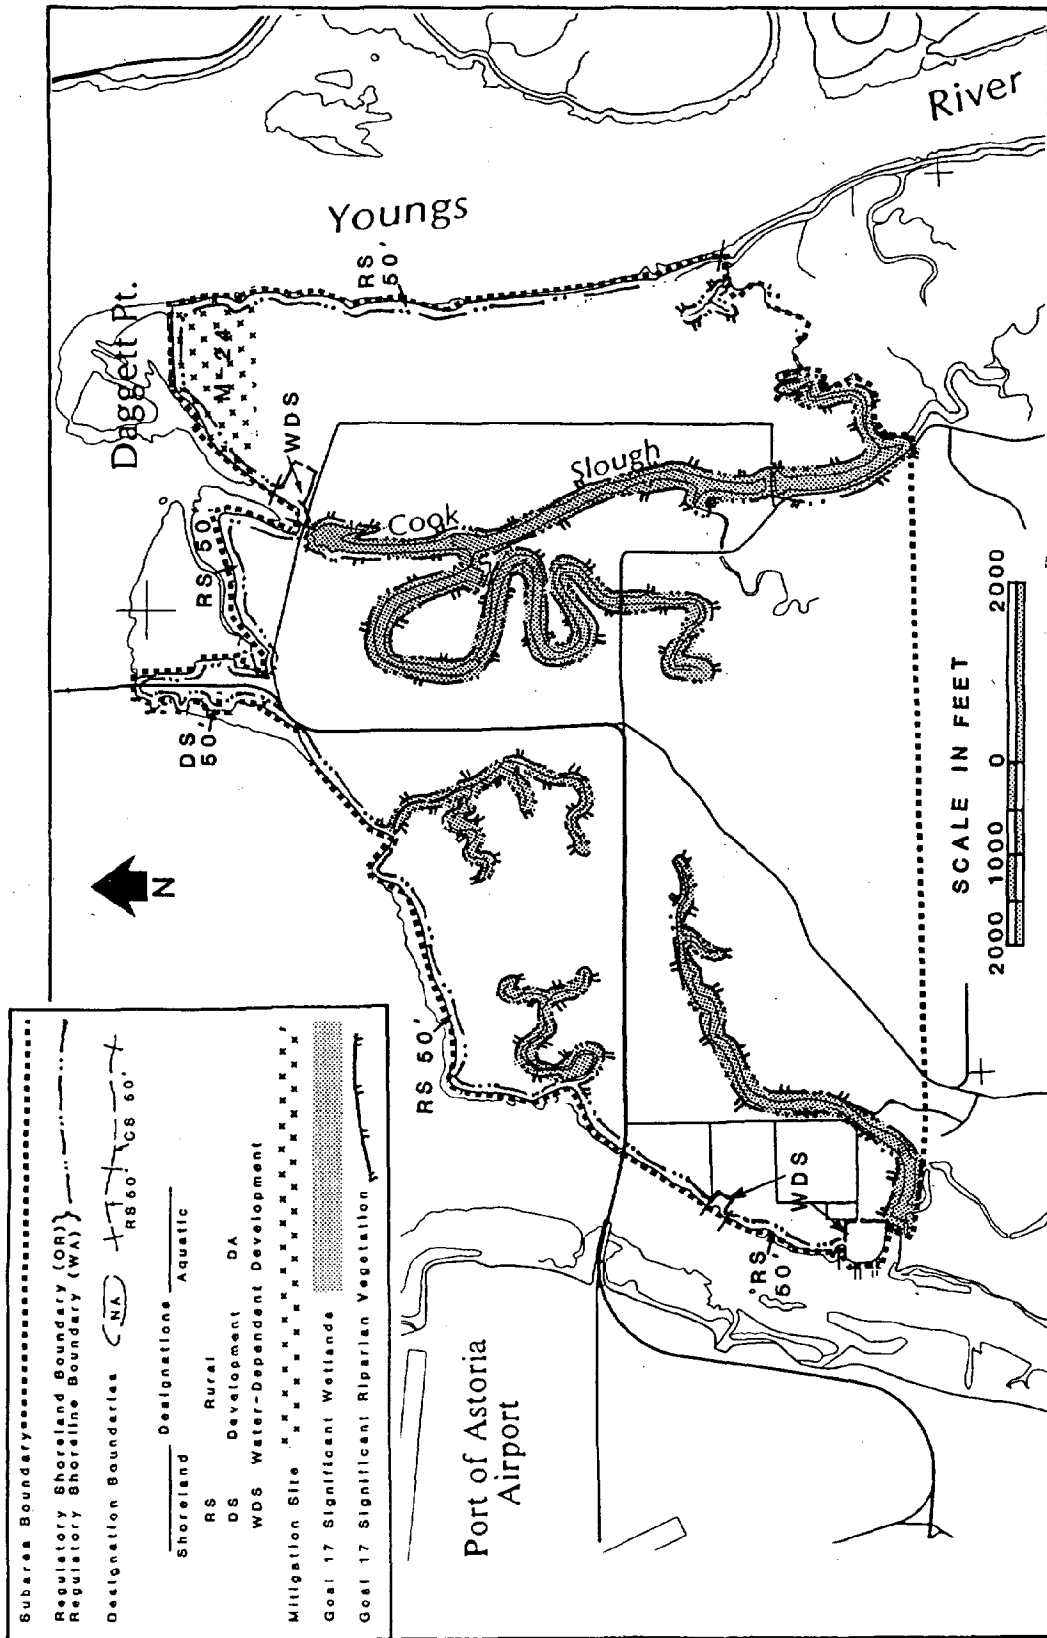 Subarea Boundary
Regulatory Shoreland Boundary (OR)
Regulatory Shoreline Boundary (WA)
Designation Boundaries
NA
RS 50'
CS 50'
Designations
Shoreland
Aquatic
RS Rural
DS Development DA
WDS Water-Dependent Development
Mitigation Site
Goal 17 Significant Wetlands
Goal 17 Significant Riparian Vegetation
N
DS
50'
RS 50'
Daggett Pt.
M-24
WDS
RS
50'
Youngs
River
Cook
Slough
RS 50'
WDS
RS
50'
Port of Astoria
Airport
SCALE IN FEET
2000 1000 0 2000